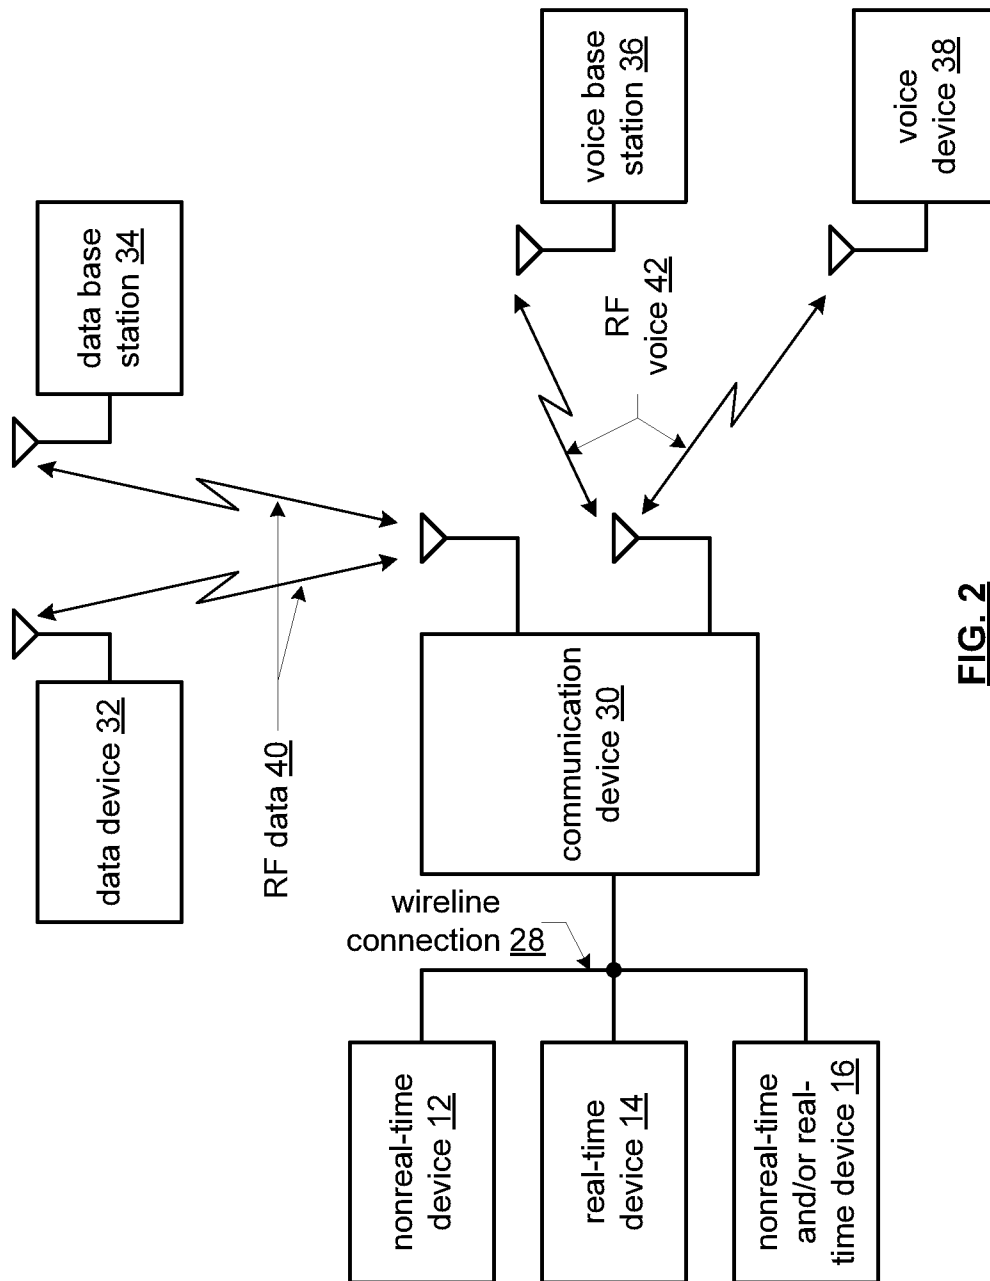 data device 32
data base
station 34
RF data 40
voice base
station 36
RF
voice 42
voice
device 38
communication
device 30
wireline
connection 28
nonreal-time
device 12
real-time
device 14
nonreal-time
and/or real-
time device 16
FIG. 2